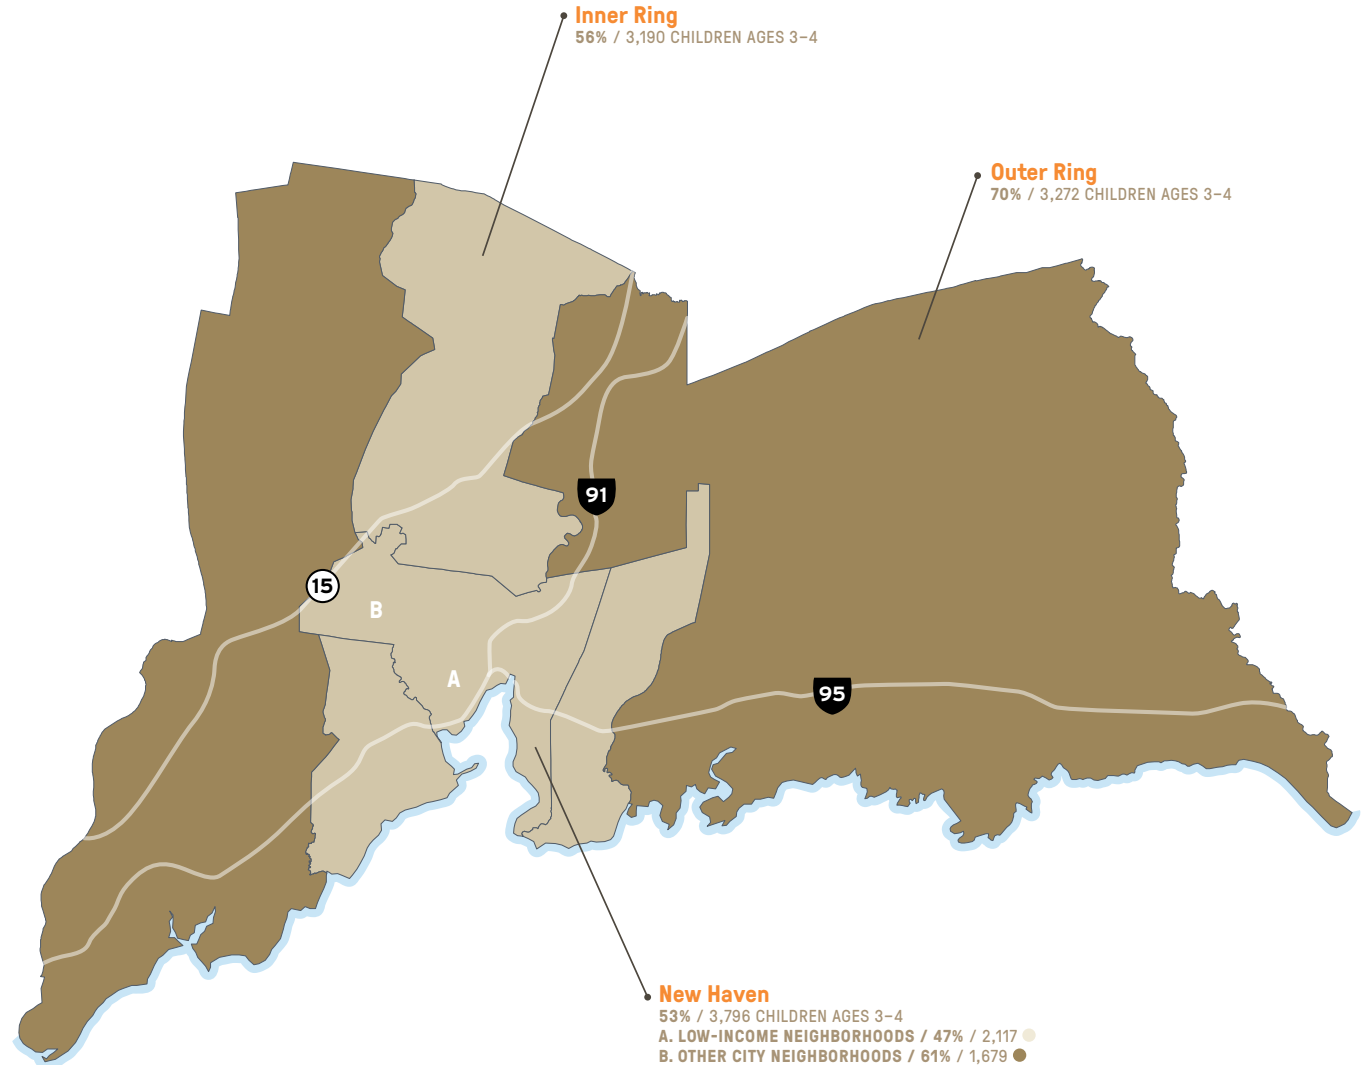 Inner Ring
56% / 3,190 CHILDREN AGES 3–4
Outer Ring
70% / 3,272 CHILDREN AGES 3–4
91
15
B
A
95
New Haven
53% / 3,796 CHILDREN AGES 3–4
A. LOW-INCOME NEIGHBORHOODS / 47% / 2,117
B. OTHER CITY NEIGHBORHOODS / 61% / 1,679